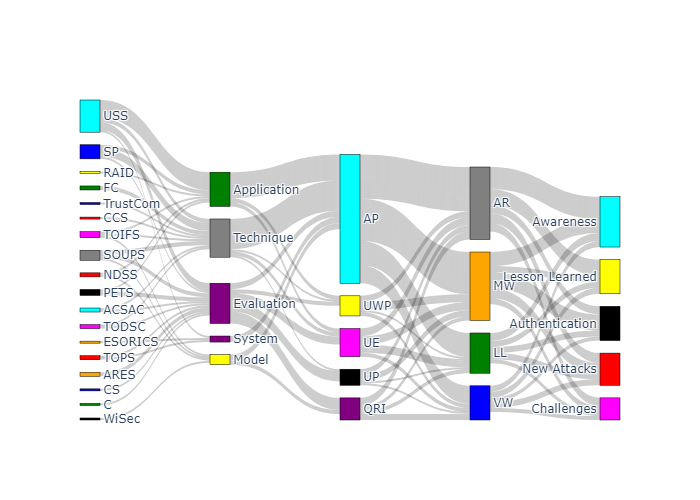 USS
SP
RAID
FC
TrustCom
CCS
TOIFS
SOUPS
NDSS
PETS
ACSAC
TODSC
ESORICS
TOPS
ARES
CS
C
WiSec
Application
Technique
Evaluation
System
Model
AP
UWP
UE
UP
QRI
AR
MW
LL
VW
Awareness
Lesson Learned
Authentication
New Attacks
Challenges